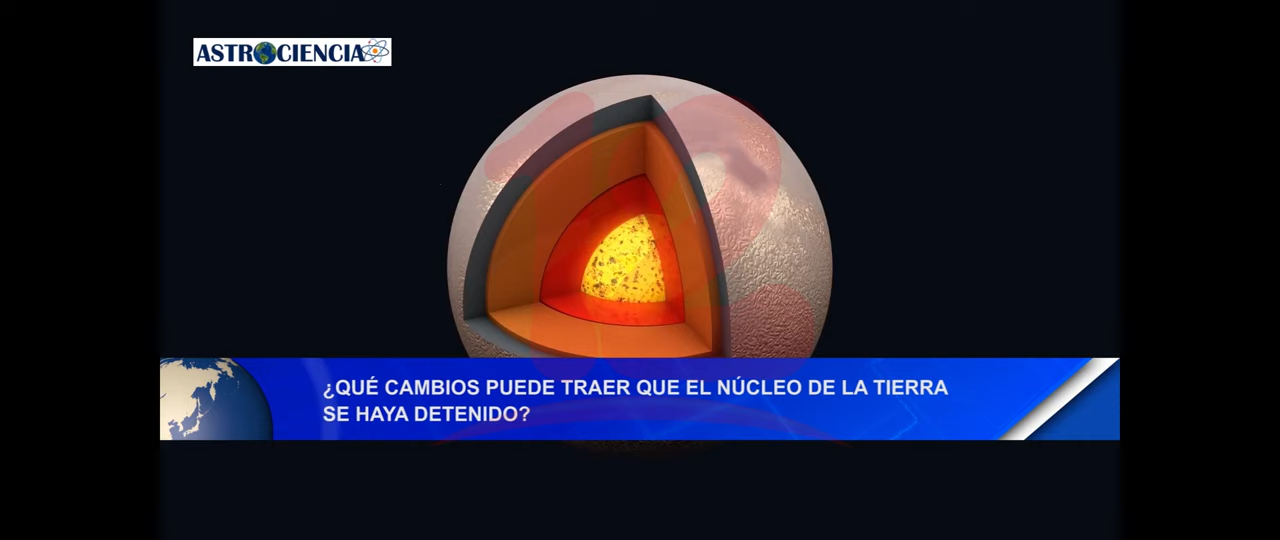 ASTROCIENCIA
¿QUÉ CAMBIOS PUEDE TRAER QUE EL NÚCLEO DE LA TIERRA
SE HAYA DETENIDO?